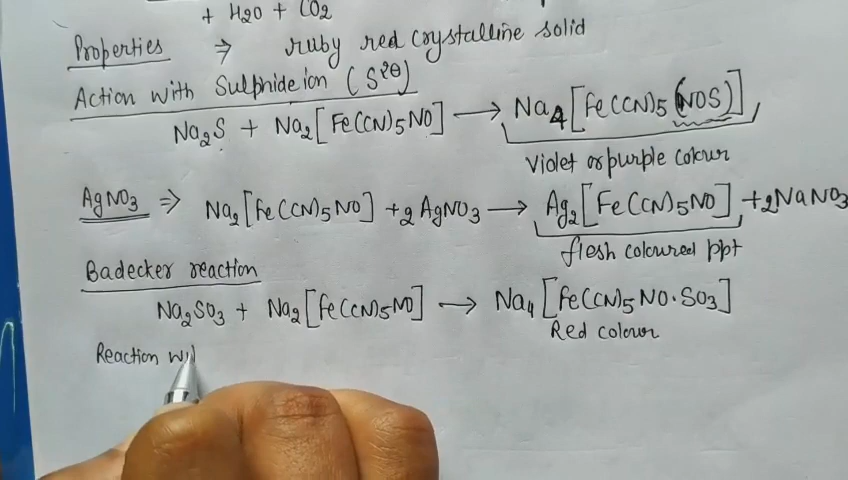 + H2O + CO2
Properties ⇒ ruby red crystalline solid
Action with Sulphide ion (S²⊖)
Na2S + Na2[Fe(CN)5NO] → Na4[Fe(CN)5(NOS)]
Violet or purple colour
AgNO3 ⇒ Na2[Fe(CN)5NO] + 2AgNO3 → Ag2[Fe(CN)5NO] + 2NaNO3
flesh coloured ppt
Badecker reaction
Na2SO3 + Na2[Fe(CN)5NO] → Na4[Fe(CN)5NO·SO3]
Red colour
Reaction wi